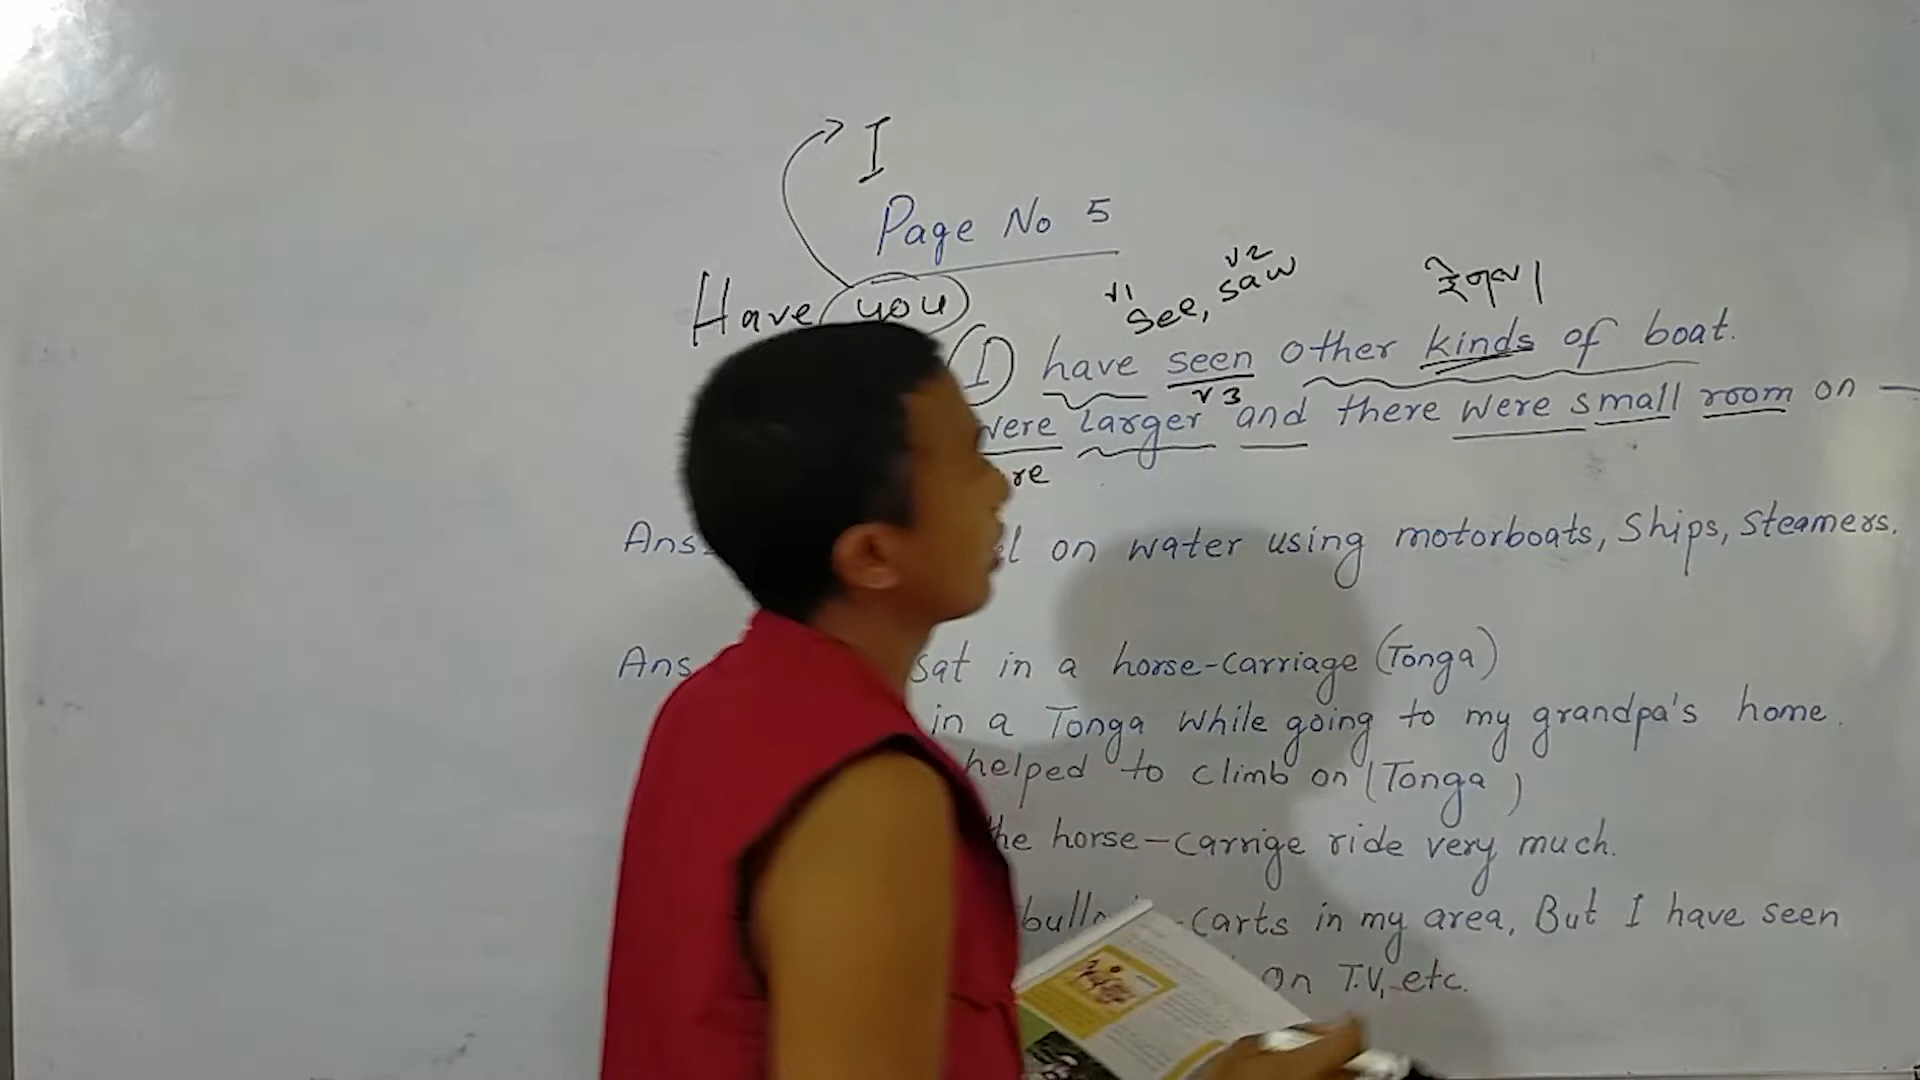 I
Page No 5
Have you
v1 v2
see, saw
I have seen other kinds of boat.
v3
were larger and there were small room on —
re
Ans on water using motorboats, Ships, Steamers.
Ans sat in a horse-carriage (Tonga)
in a Tonga while going to my grandpa's home.
helped to climb on (Tonga)
the horse-carrige ride very much.
-carts in my area, But I have seen
on T.V, etc.